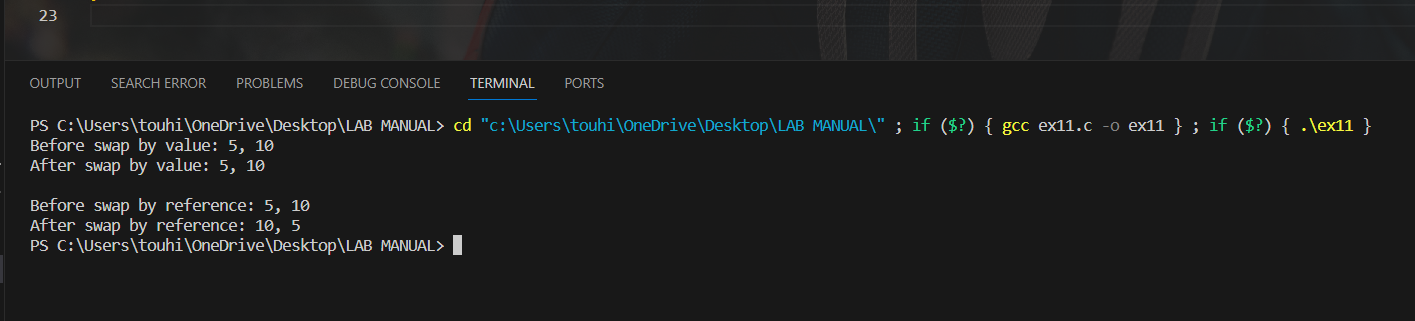 23
OUTPUT SEARCH ERROR PROBLEMS DEBUG CONSOLE TERMINAL PORTS
PS C:\Users\touhi\OneDrive\Desktop\LAB MANUAL> cd "c:\Users\touhi\OneDrive\Desktop\LAB MANUAL\" ; if ($?) { gcc ex11.c -o ex11 } ; if ($?) { .\ex11 }
Before swap by value: 5, 10
After swap by value: 5, 10
Before swap by reference: 5, 10
After swap by reference: 10, 5
PS C:\Users\touhi\OneDrive\Desktop\LAB MANUAL>